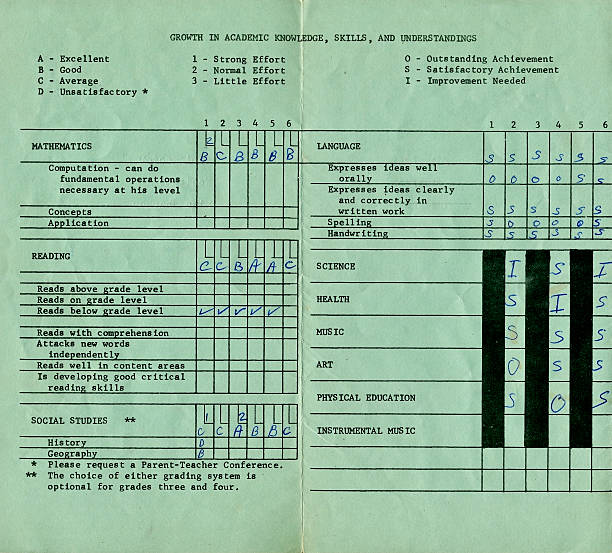 GROWTH IN ACADEMIC KNOWLEDGE, SKILLS, AND UNDERSTANDINGS
A - Excellent
B - Good
C - Average
D - Unsatisfactory *
1 - Strong Effort
2 - Normal Effort
3 - Little Effort
O - Outstanding Achievement
S - Satisfactory Achievement
I - Improvement Needed
1 2 3 4 5 6
2
MATHEMATICS B C B B B B
Computation - can do
fundamental operations
necessary at his level
Concepts
Application
READING C C B A A C
Reads above grade level
Reads on grade level
Reads below grade level ✓ ✓ ✓ ✓ ✓
Reads with comprehension
Attacks new words
independently
Reads well in content areas
Is developing good critical
reading skills
1 2
SOCIAL STUDIES ** C C A B B C
History D
Geography B
* Please request a Parent-Teacher Conference.
** The choice of either grading system is
optional for grades three and four.
1 2 3 4 5 6
LANGUAGE S S S S S S
Expresses ideas well
orally O O O O S S
Expresses ideas clearly
and correctly in
written work S S S S S S
Spelling S O O O O S
Handwriting S S S S S S
SCIENCE I S I
HEALTH S I S
MUSIC S S S
ART O S S
PHYSICAL EDUCATION S O S
INSTRUMENTAL MUSIC